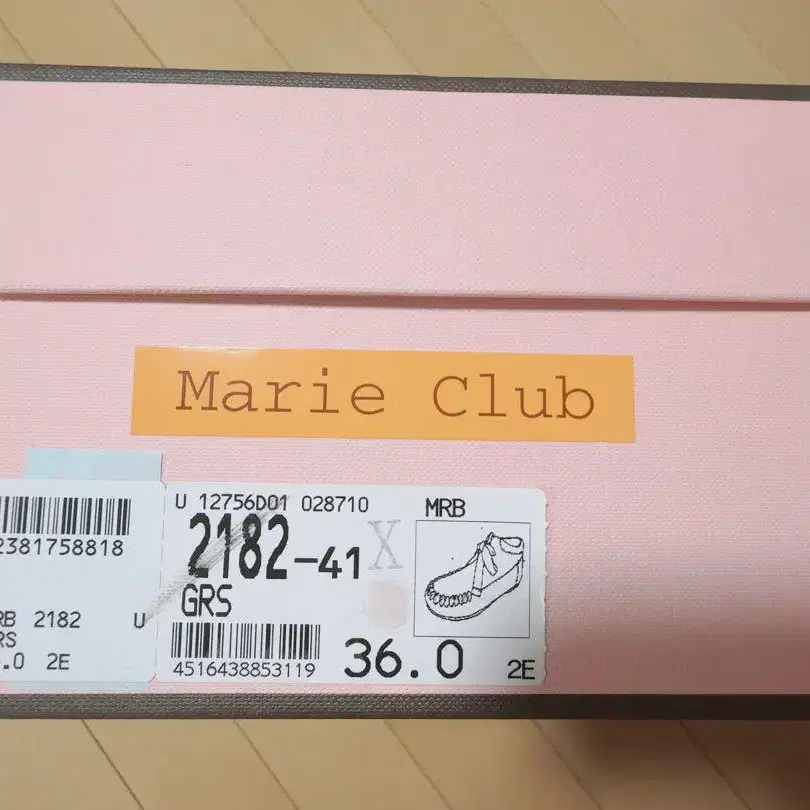 Marie Club
2381758818
RB 2182 U
RS
.0 2E
U 12756D01 028710
MRB
2182-41 X
GRS
4516438853119
36.0 2E